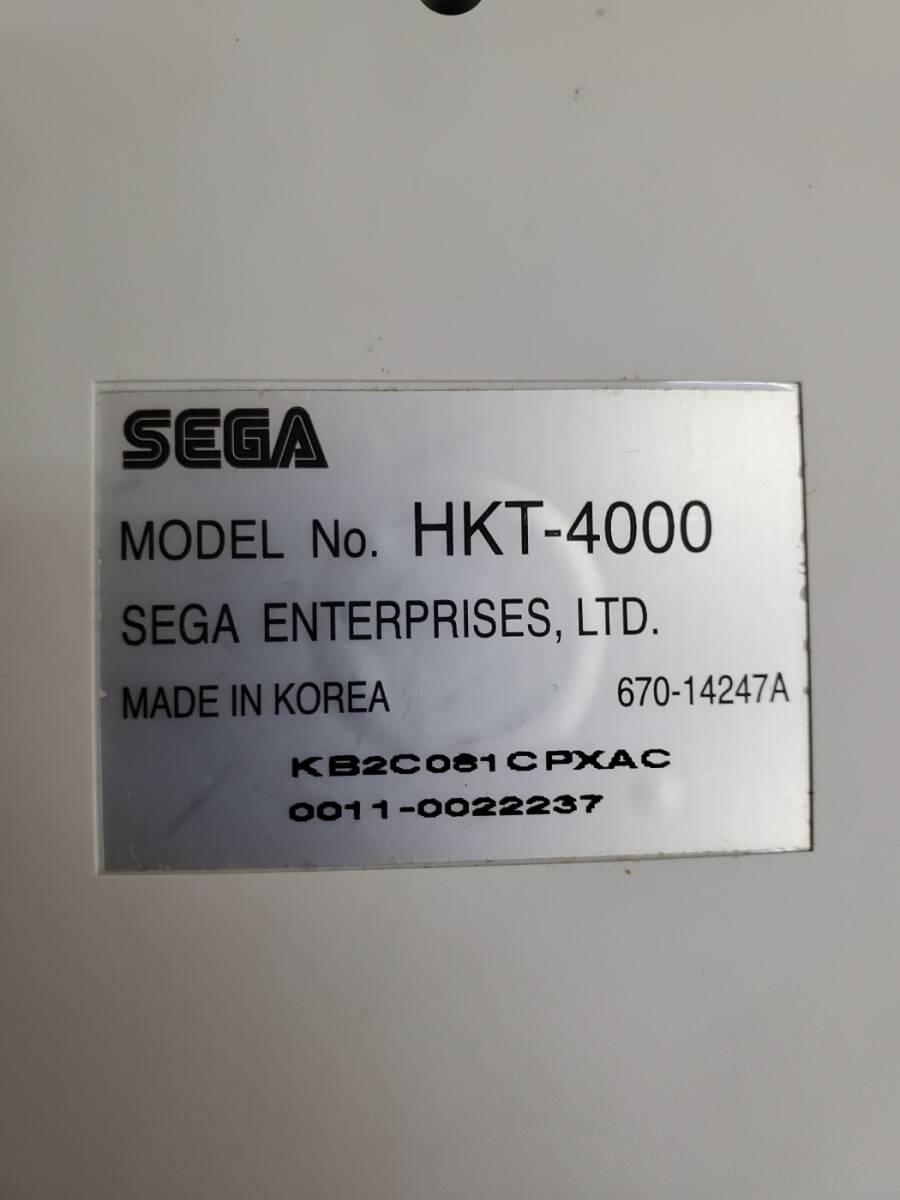 SEGA
MODEL No. HKT-4000
SEGA ENTERPRISES, LTD.
MADE IN KOREA 670-14247A
KB2C081CPXAC
0011-0022237